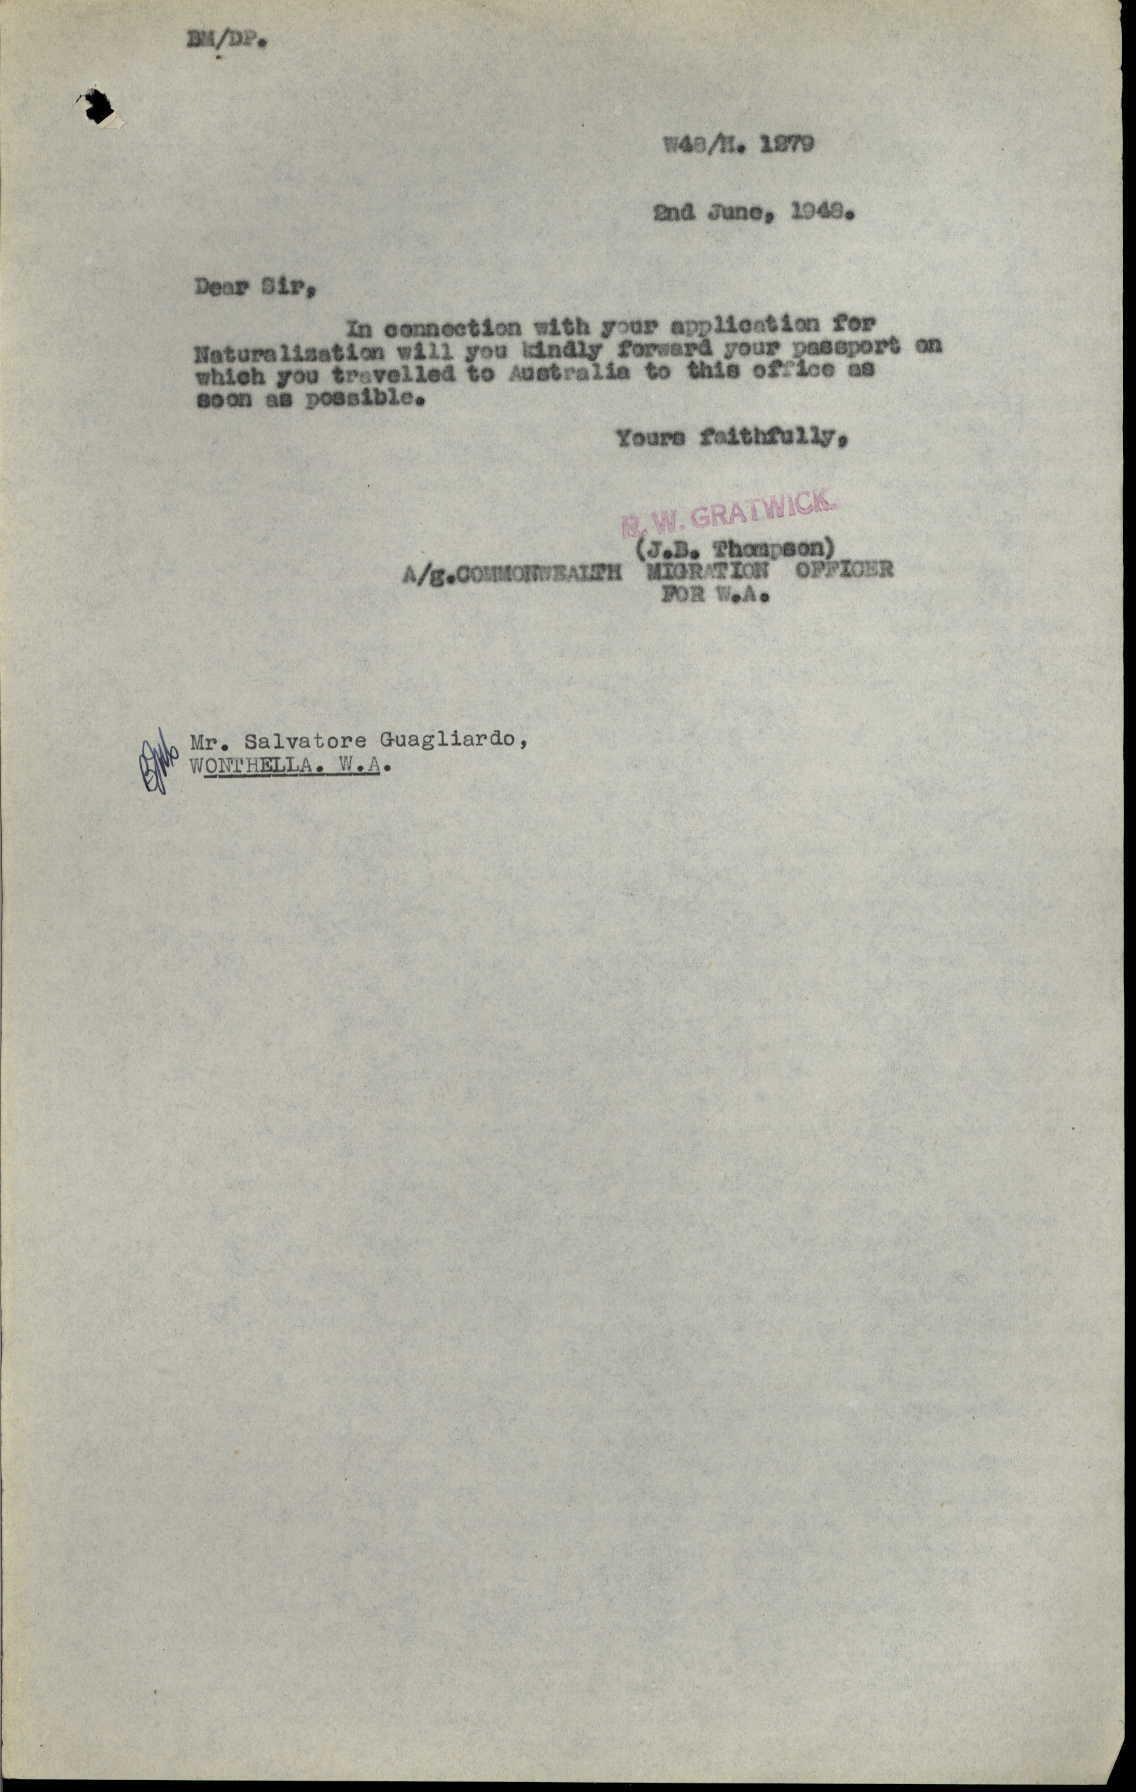 BM/DP.
W48/H. 1279
2nd June, 1948.
Dear Sir,
In connection with your application for
Naturalisation will you kindly forward your passport on
which you travelled to Australia to this office as
soon as possible.
Yours faithfully,
R. W. GRATWICK.
(J.B. Thompson)
A/g.COMMONWEALTH MIGRATION OFFICER
FOR W.A.
Mr. Salvatore Guagliardo,
WONTHELLA. W.A.